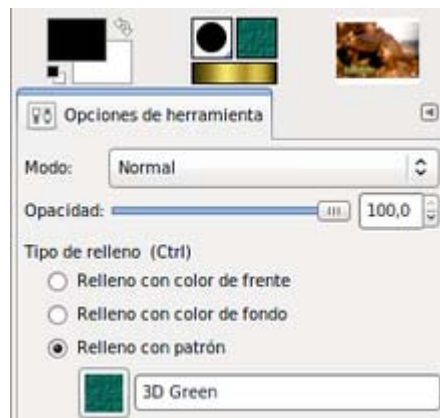 Opciones de herramienta
Modo: Normal
Opacidad: 100,0
Tipo de relleno (Ctrl)
Relleno con color de frente
Relleno con color de fondo
Relleno con patrón
3D Green